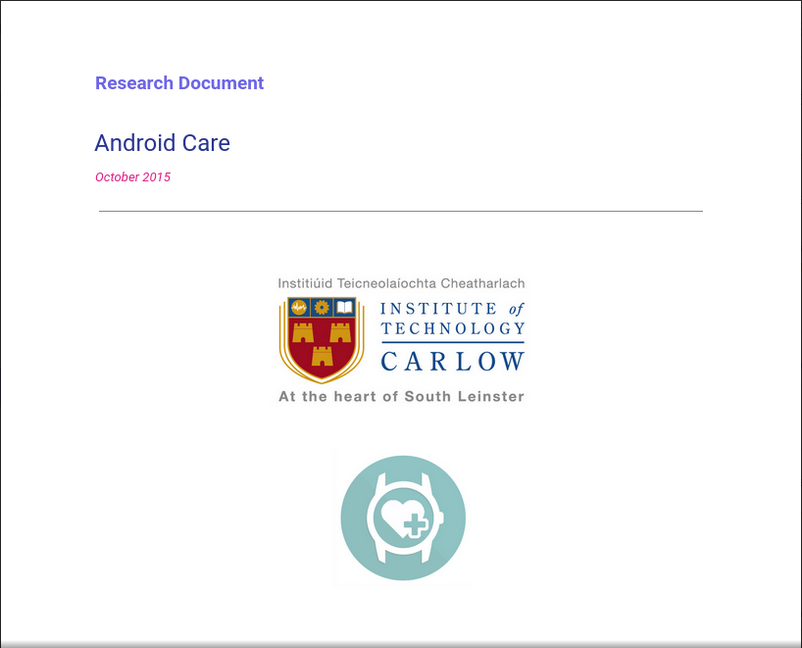 Research Document
Android Care
October 2015
Institiúid Teicneolaíochta Cheatharlach
INSTITUTE of
TECHNOLOGY
CARLOW
At the heart of South Leinster